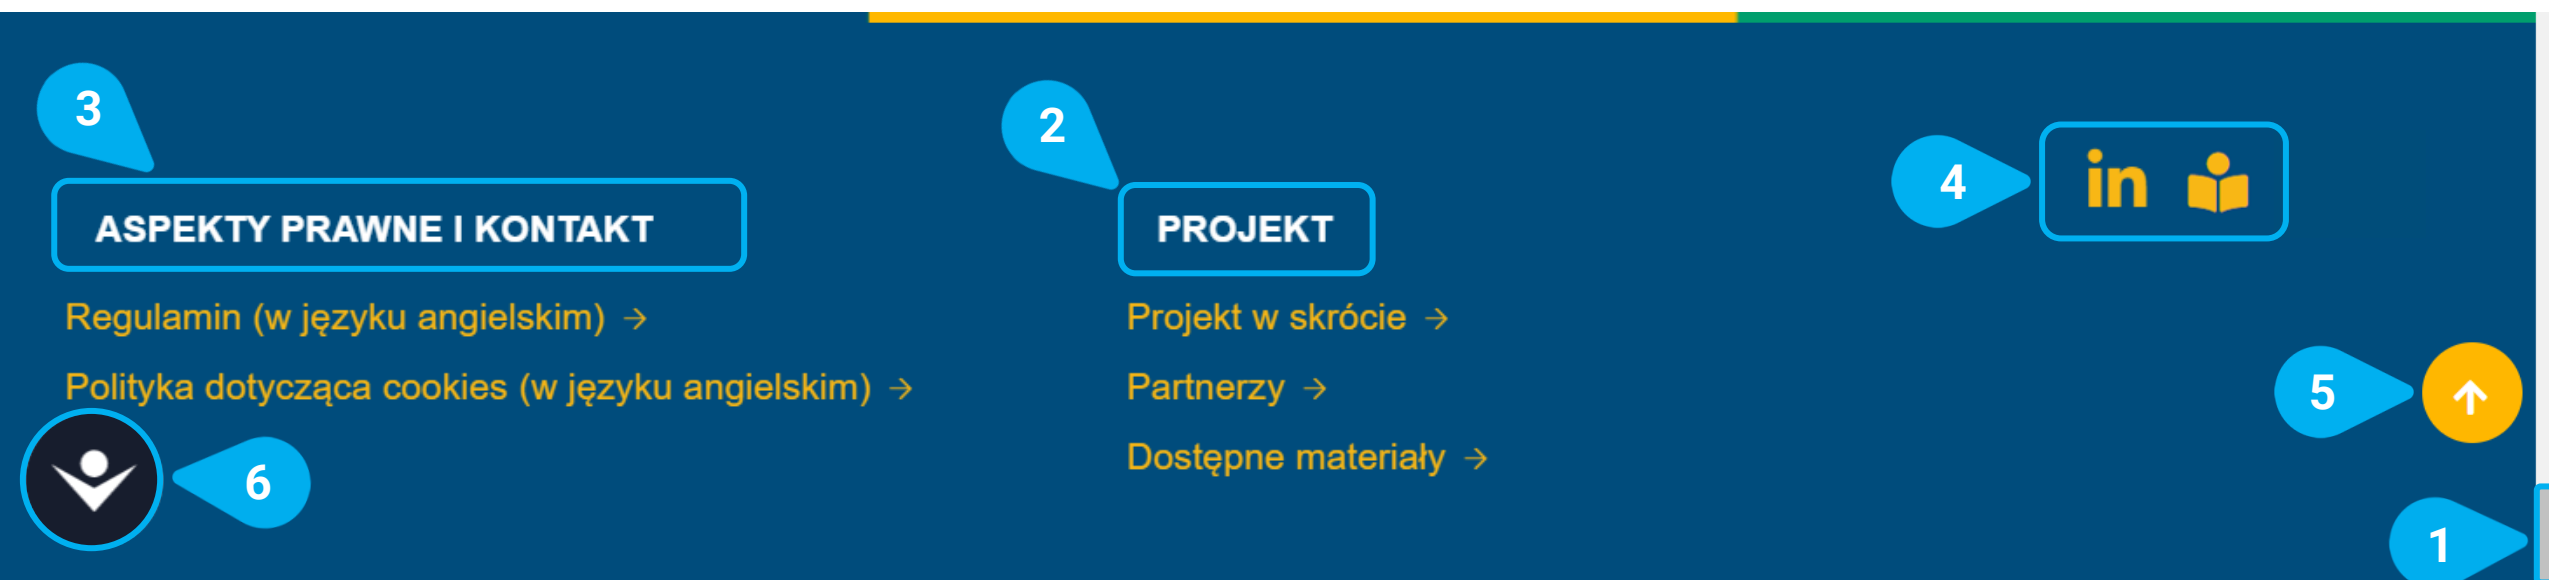 3
2
4
in
ASPEKTY PRAWNE I KONTAKT
PROJEKT
Regulamin (w języku angielskim) →
Projekt w skrócie →
Polityka dotycząca cookies (w języku angielskim) →
Partnerzy →
5
Dostępne materiały →
6
1